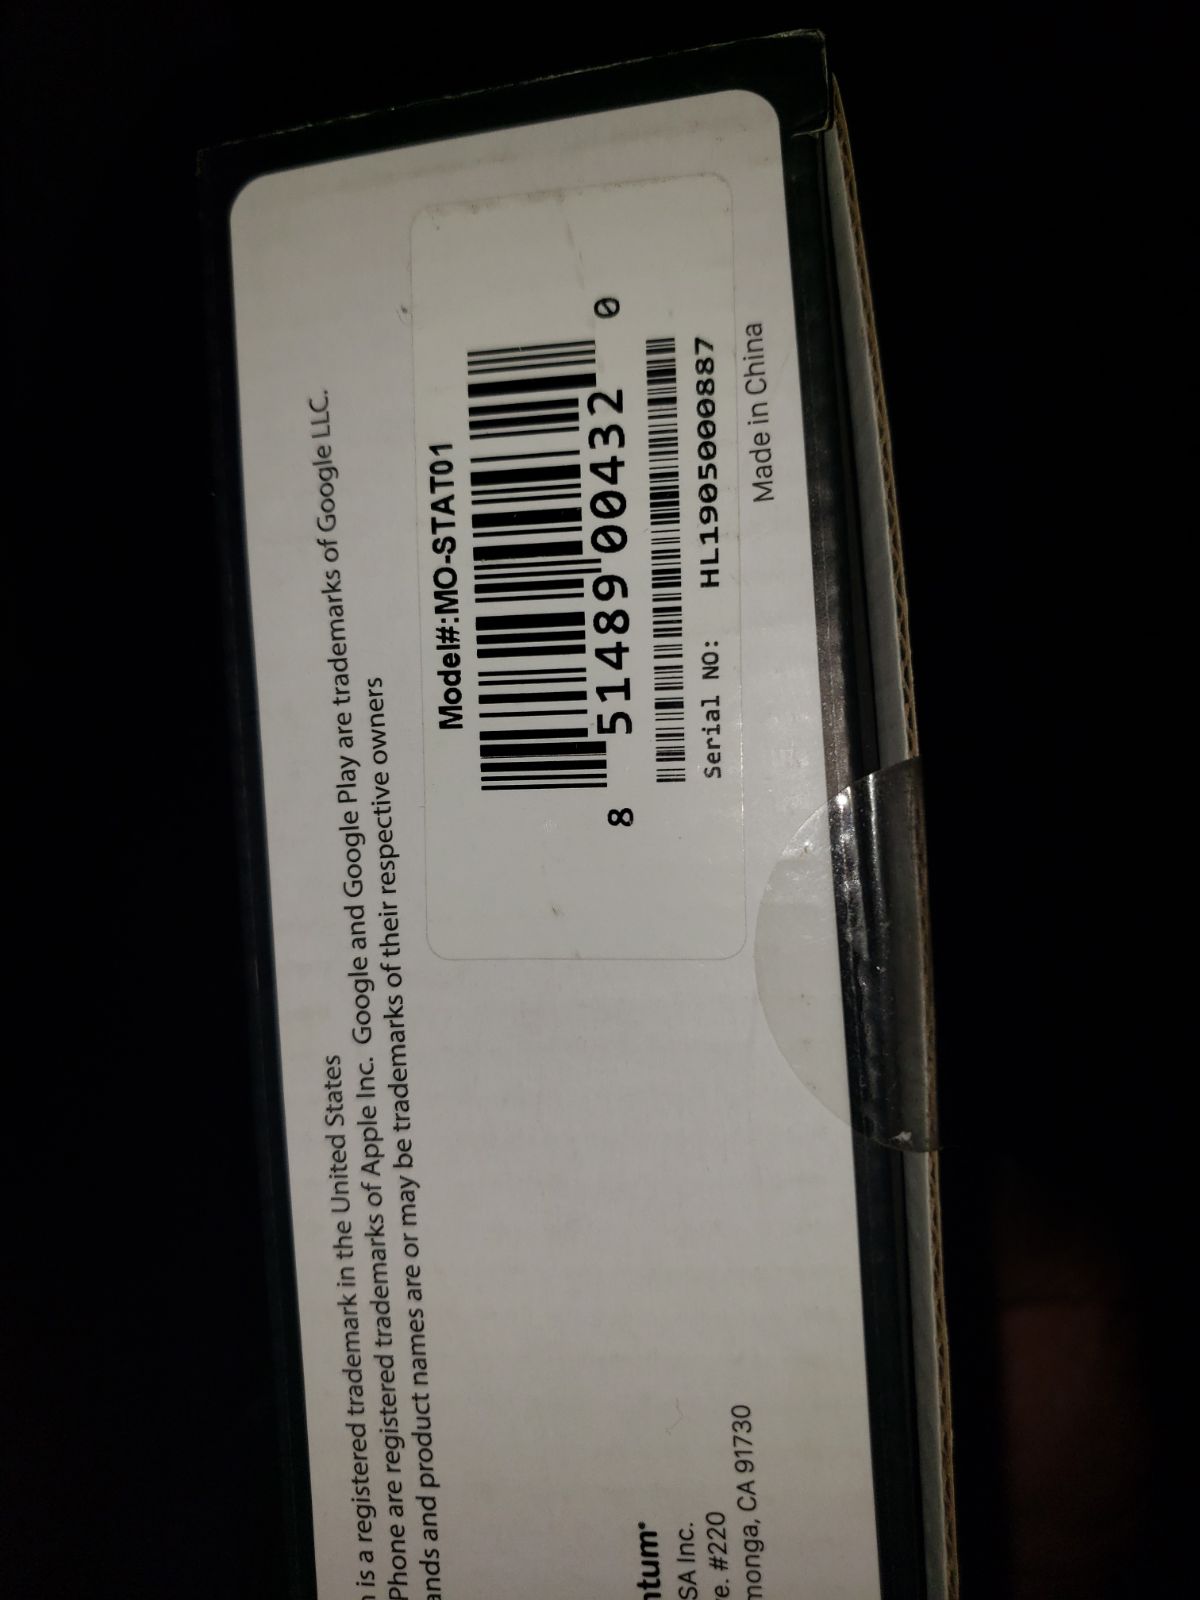 is a registered trademark in the United States
Phone are registered trademarks of Apple Inc. Google and Google Play are trademarks of Google LLC.
ands and product names are or may be trademarks of their respective owners
Model#:MO-STAT01
8 51489 00432 0
Serial NO: HL1905000887
Made in China
ntum®
SA Inc.
e. #220
monga, CA 91730